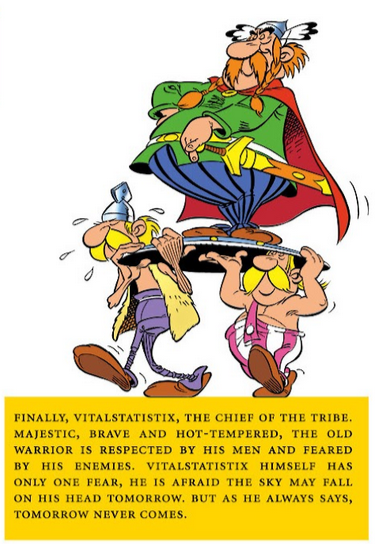 FINALLY, VITALSTATISTIX, THE CHIEF OF THE TRIBE.
MAJESTIC, BRAVE AND HOT-TEMPERED, THE OLD
WARRIOR IS RESPECTED BY HIS MEN AND FEARED
BY HIS ENEMIES. VITALSTATISTIX HIMSELF HAS
ONLY ONE FEAR, HE IS AFRAID THE SKY MAY FALL
ON HIS HEAD TOMORROW. BUT AS HE ALWAYS SAYS,
TOMORROW NEVER COMES.